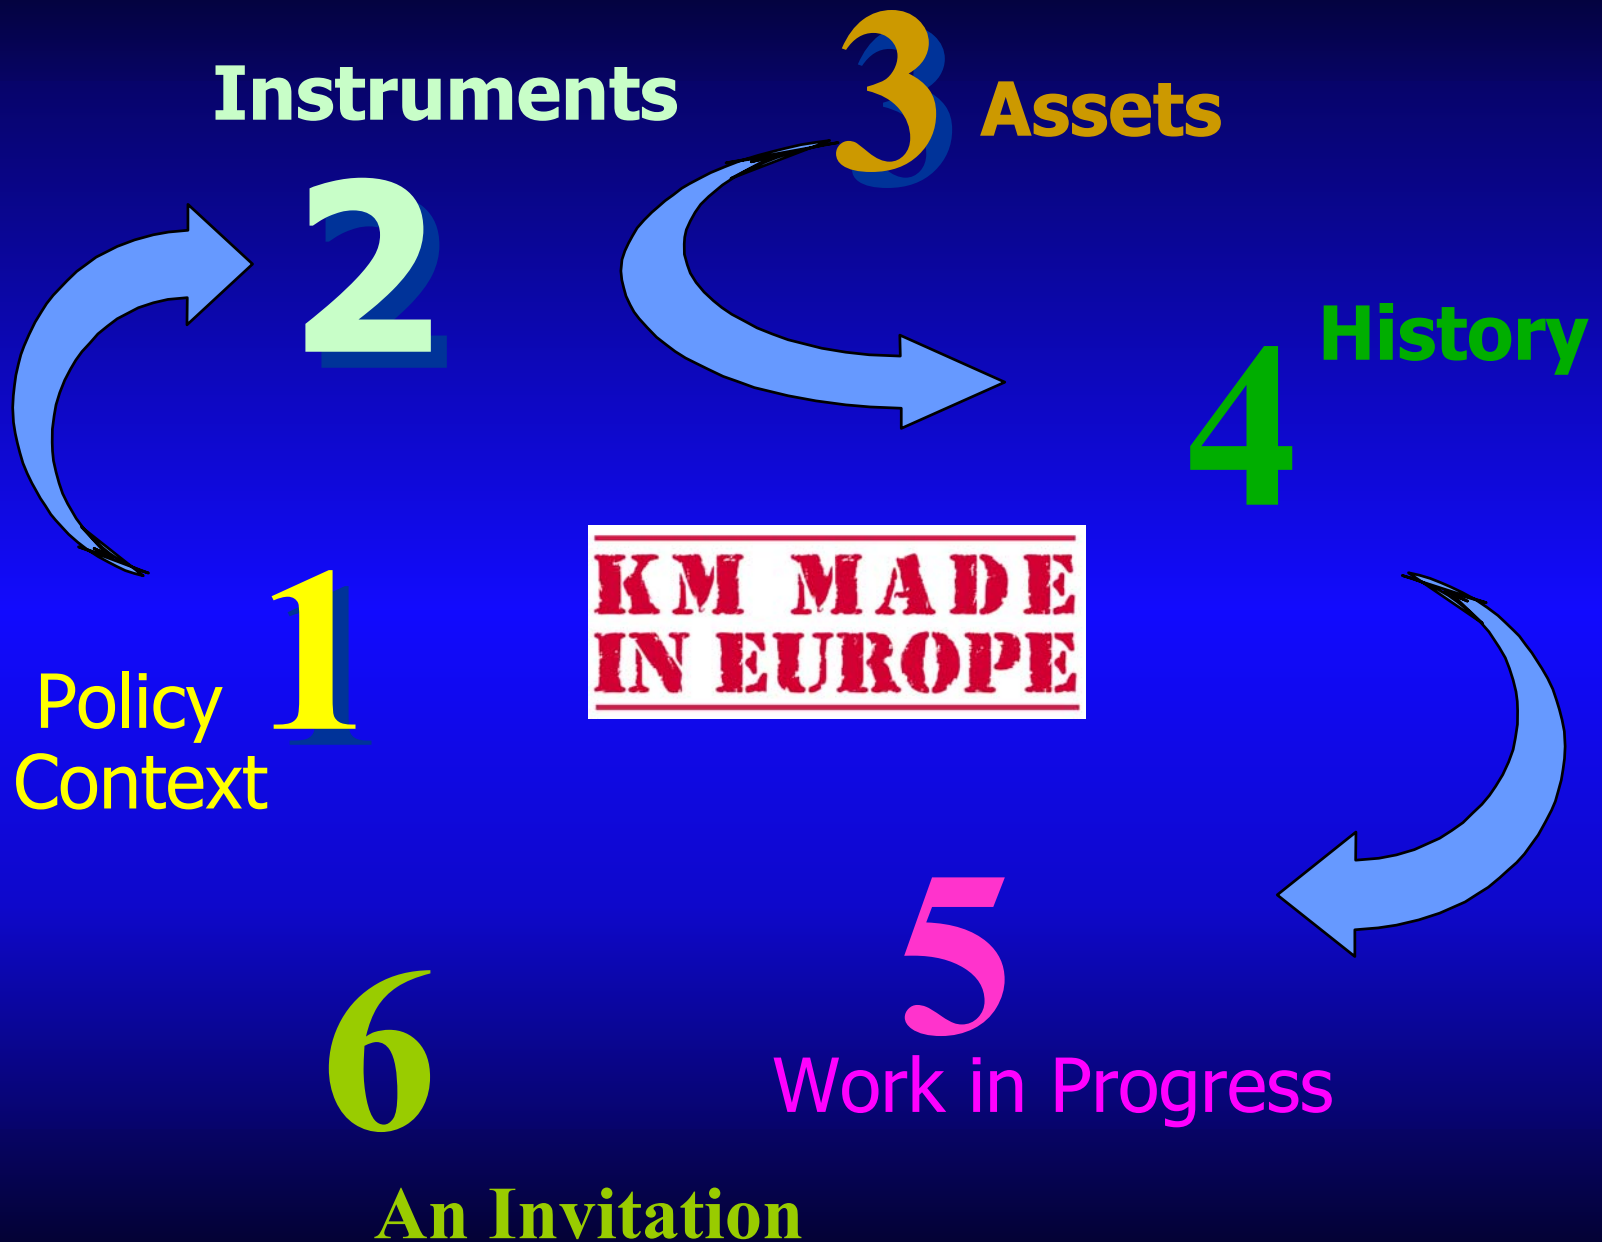 Instruments
2
3
Assets
History
4
1
Policy
Context
KM MADE
IN EUROPE
5
Work in Progress
6
An Invitation